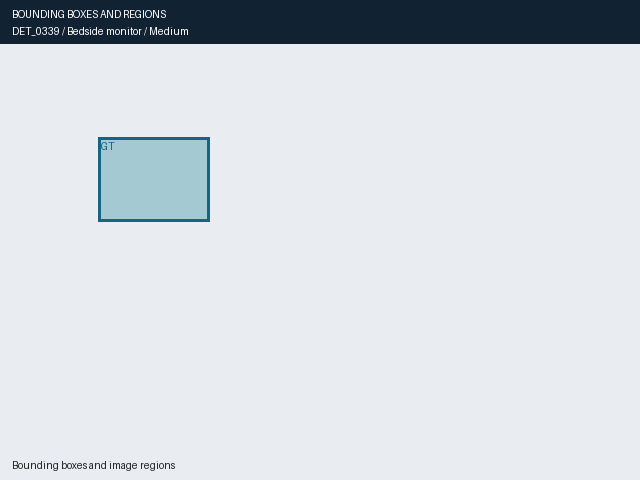 BOUNDING BOXES AND REGIONS
DET_0339 / Bedside monitor / Medium
GT
Bounding boxes and image regions